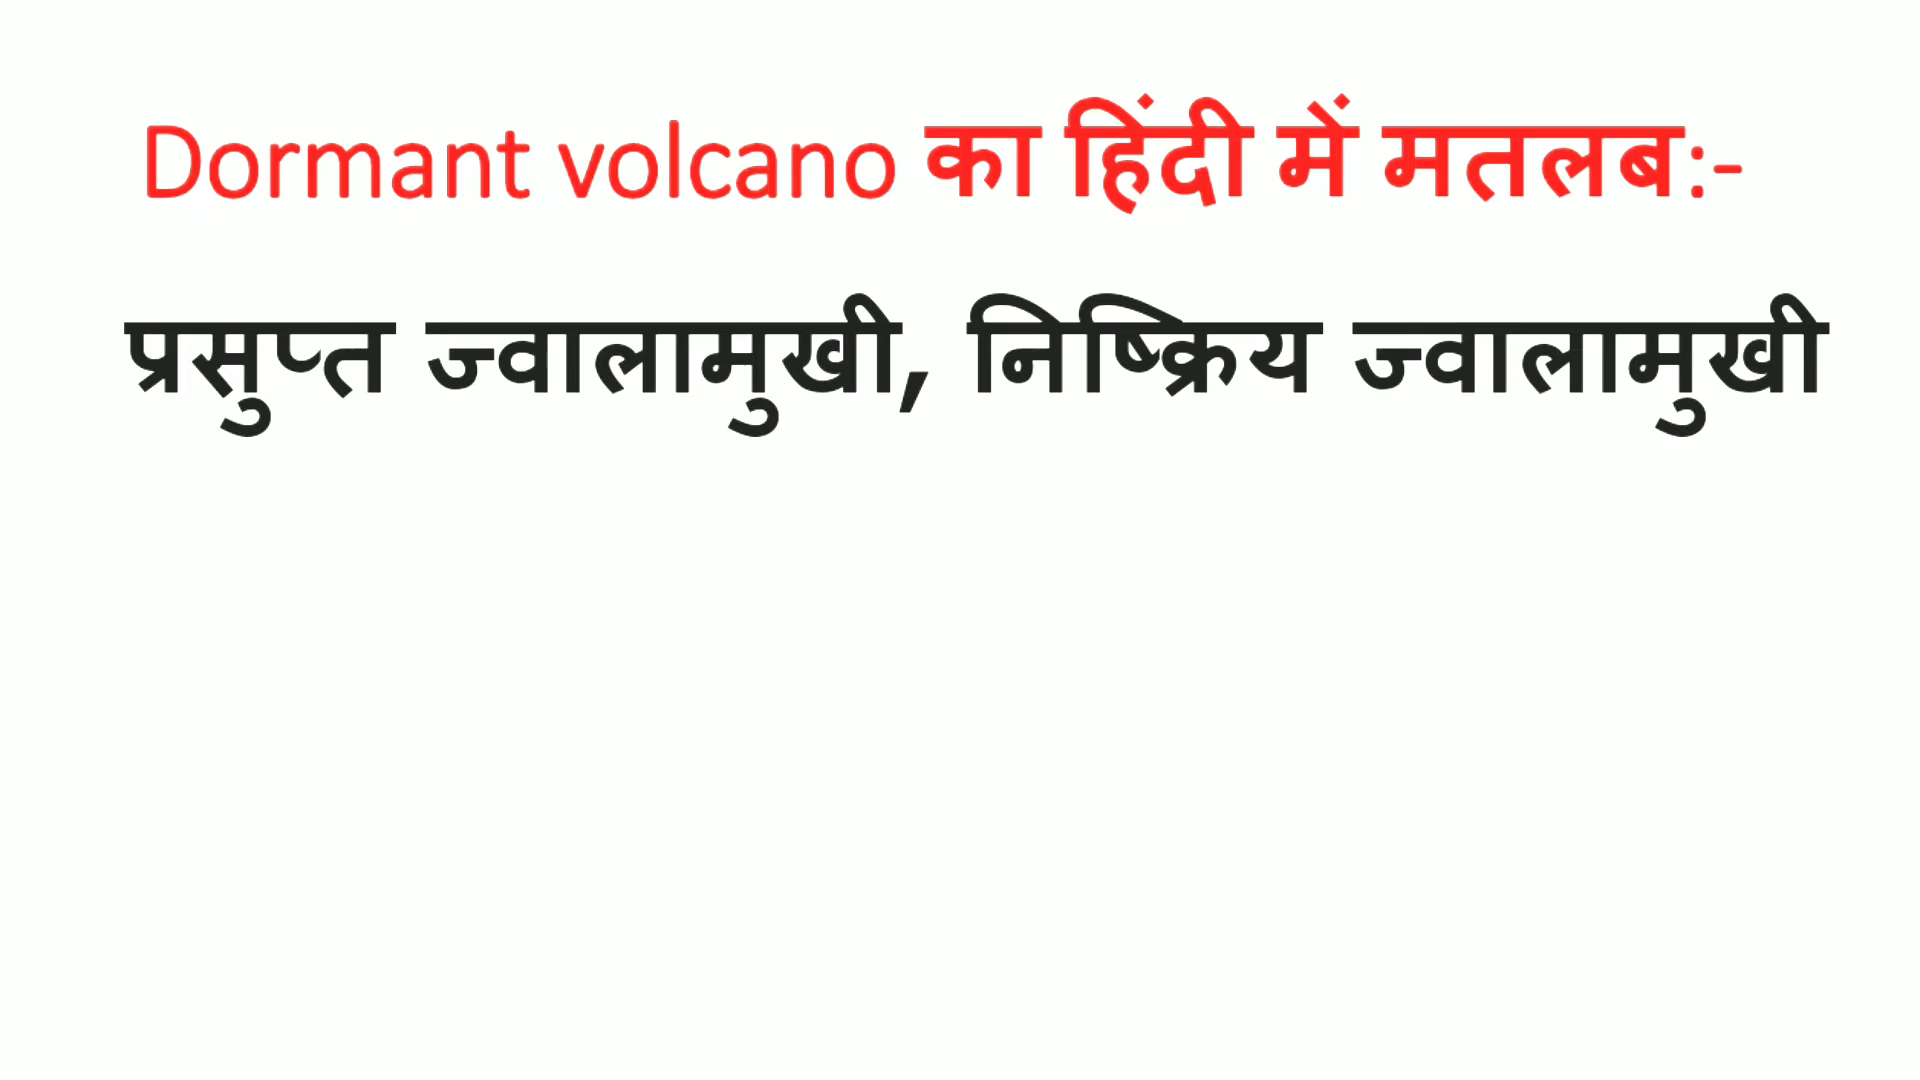 Dormant volcano का हिंदी में मतलब:-
प्रसुप्त ज्वालामुखी, निष्क्रिय ज्वालामुखी